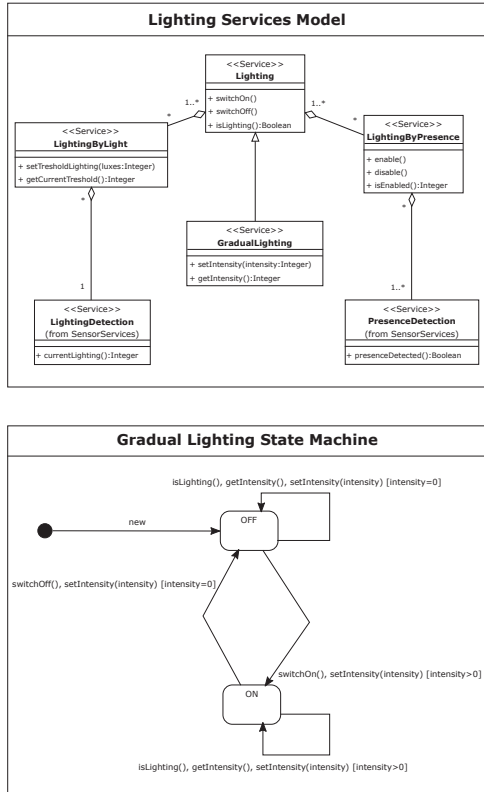 Lighting Services Model
<<Service>>
Lighting
+ switchOn()
+ switchOff()
+ isLighting():Boolean
1..*
1..*
*
*
<<Service>>
LightingByLight
+ setTresholdLighting(luxes:Integer)
+ getCurrentTreshold():Integer
<<Service>>
LightingByPresence
+ enable()
+ disable()
+ isEnabled():Integer
*
*
<<Service>>
GradualLighting
+ setIntensity(intensity:Integer)
+ getIntensity():Integer
1
1..*
<<Service>>
LightingDetection
(from SensorServices)
+ currentLighting():Integer
<<Service>>
PresenceDetection
(from SensorServices)
+ presenceDetected():Boolean
Gradual Lighting State Machine
isLighting(), getIntensity(), setIntensity(intensity) [intensity=0]
new
OFF
switchOff(), setIntensity(intensity) [intensity=0]
switchOn(), setIntensity(intensity) [intensity>0]
ON
isLighting(), getIntensity(), setIntensity(intensity) [intensity>0]